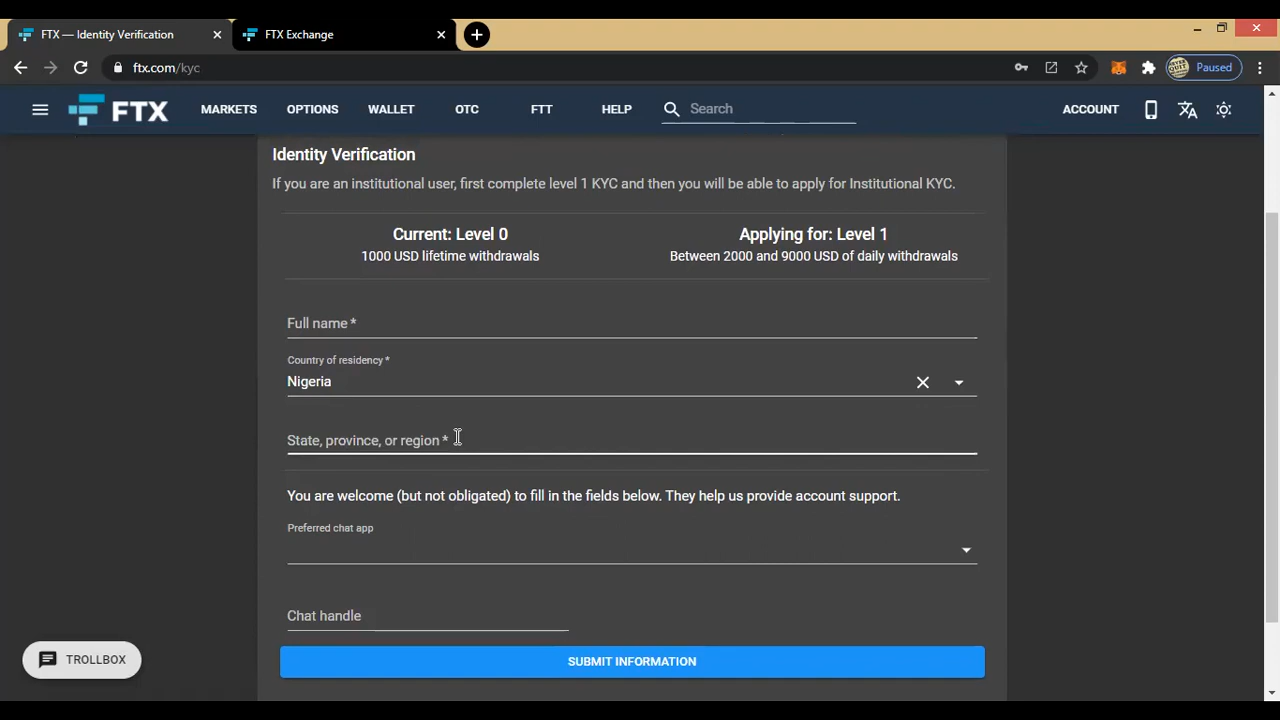 FTX — Identity Verification
FTX Exchange
ftx.com/kyc
Paused
FTX
MARKETS
OPTIONS
WALLET
OTC
FTT
HELP
Search
ACCOUNT
Identity Verification
If you are an institutional user, first complete level 1 KYC and then you will be able to apply for Institutional KYC.
Current: Level 0
1000 USD lifetime withdrawals
Applying for: Level 1
Between 2000 and 9000 USD of daily withdrawals
Full name *
Country of residency *
Nigeria
State, province, or region *
You are welcome (but not obligated) to fill in the fields below. They help us provide account support.
Preferred chat app
Chat handle
SUBMIT INFORMATION
TROLLBOX